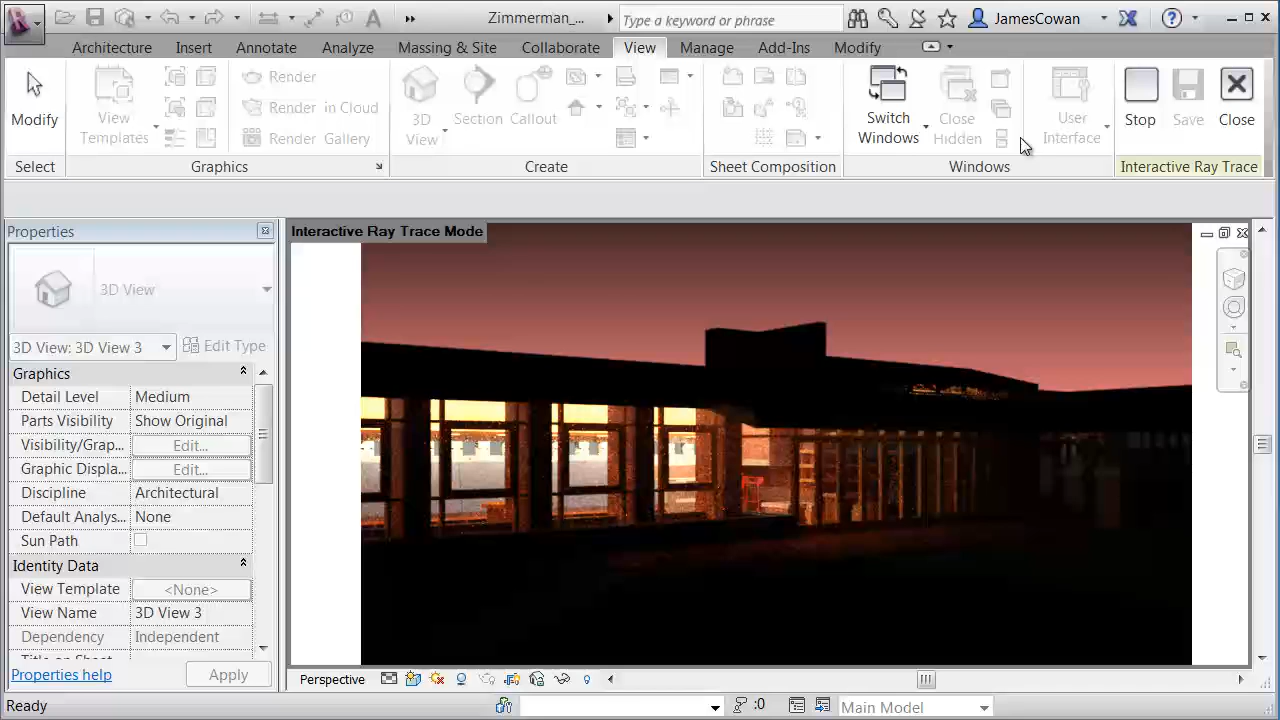 Zimmerman_...
Type a keyword or phrase
JamesCowan
Architecture
Insert
Annotate
Analyze
Massing & Site
Collaborate
View
Manage
Add-Ins
Modify
Modify
View
Templates
Render
Render in Cloud
Render Gallery
3D
View
Section
Callout
Switch
Windows
Close
Hidden
User
Interface
Stop
Save
Close
Select
Graphics
Create
Sheet Composition
Windows
Interactive Ray Trace
Properties
3D View
3D View: 3D View 3
Edit Type
Graphics
Detail Level
Medium
Parts Visibility
Show Original
Visibility/Grap...
Edit...
Graphic Displa...
Edit...
Discipline
Architectural
Default Analys...
None
Sun Path
Identity Data
View Template
<None>
View Name
3D View 3
Dependency
Independent
Properties help
Apply
Interactive Ray Trace Mode
Perspective
Ready
:0
Main Model